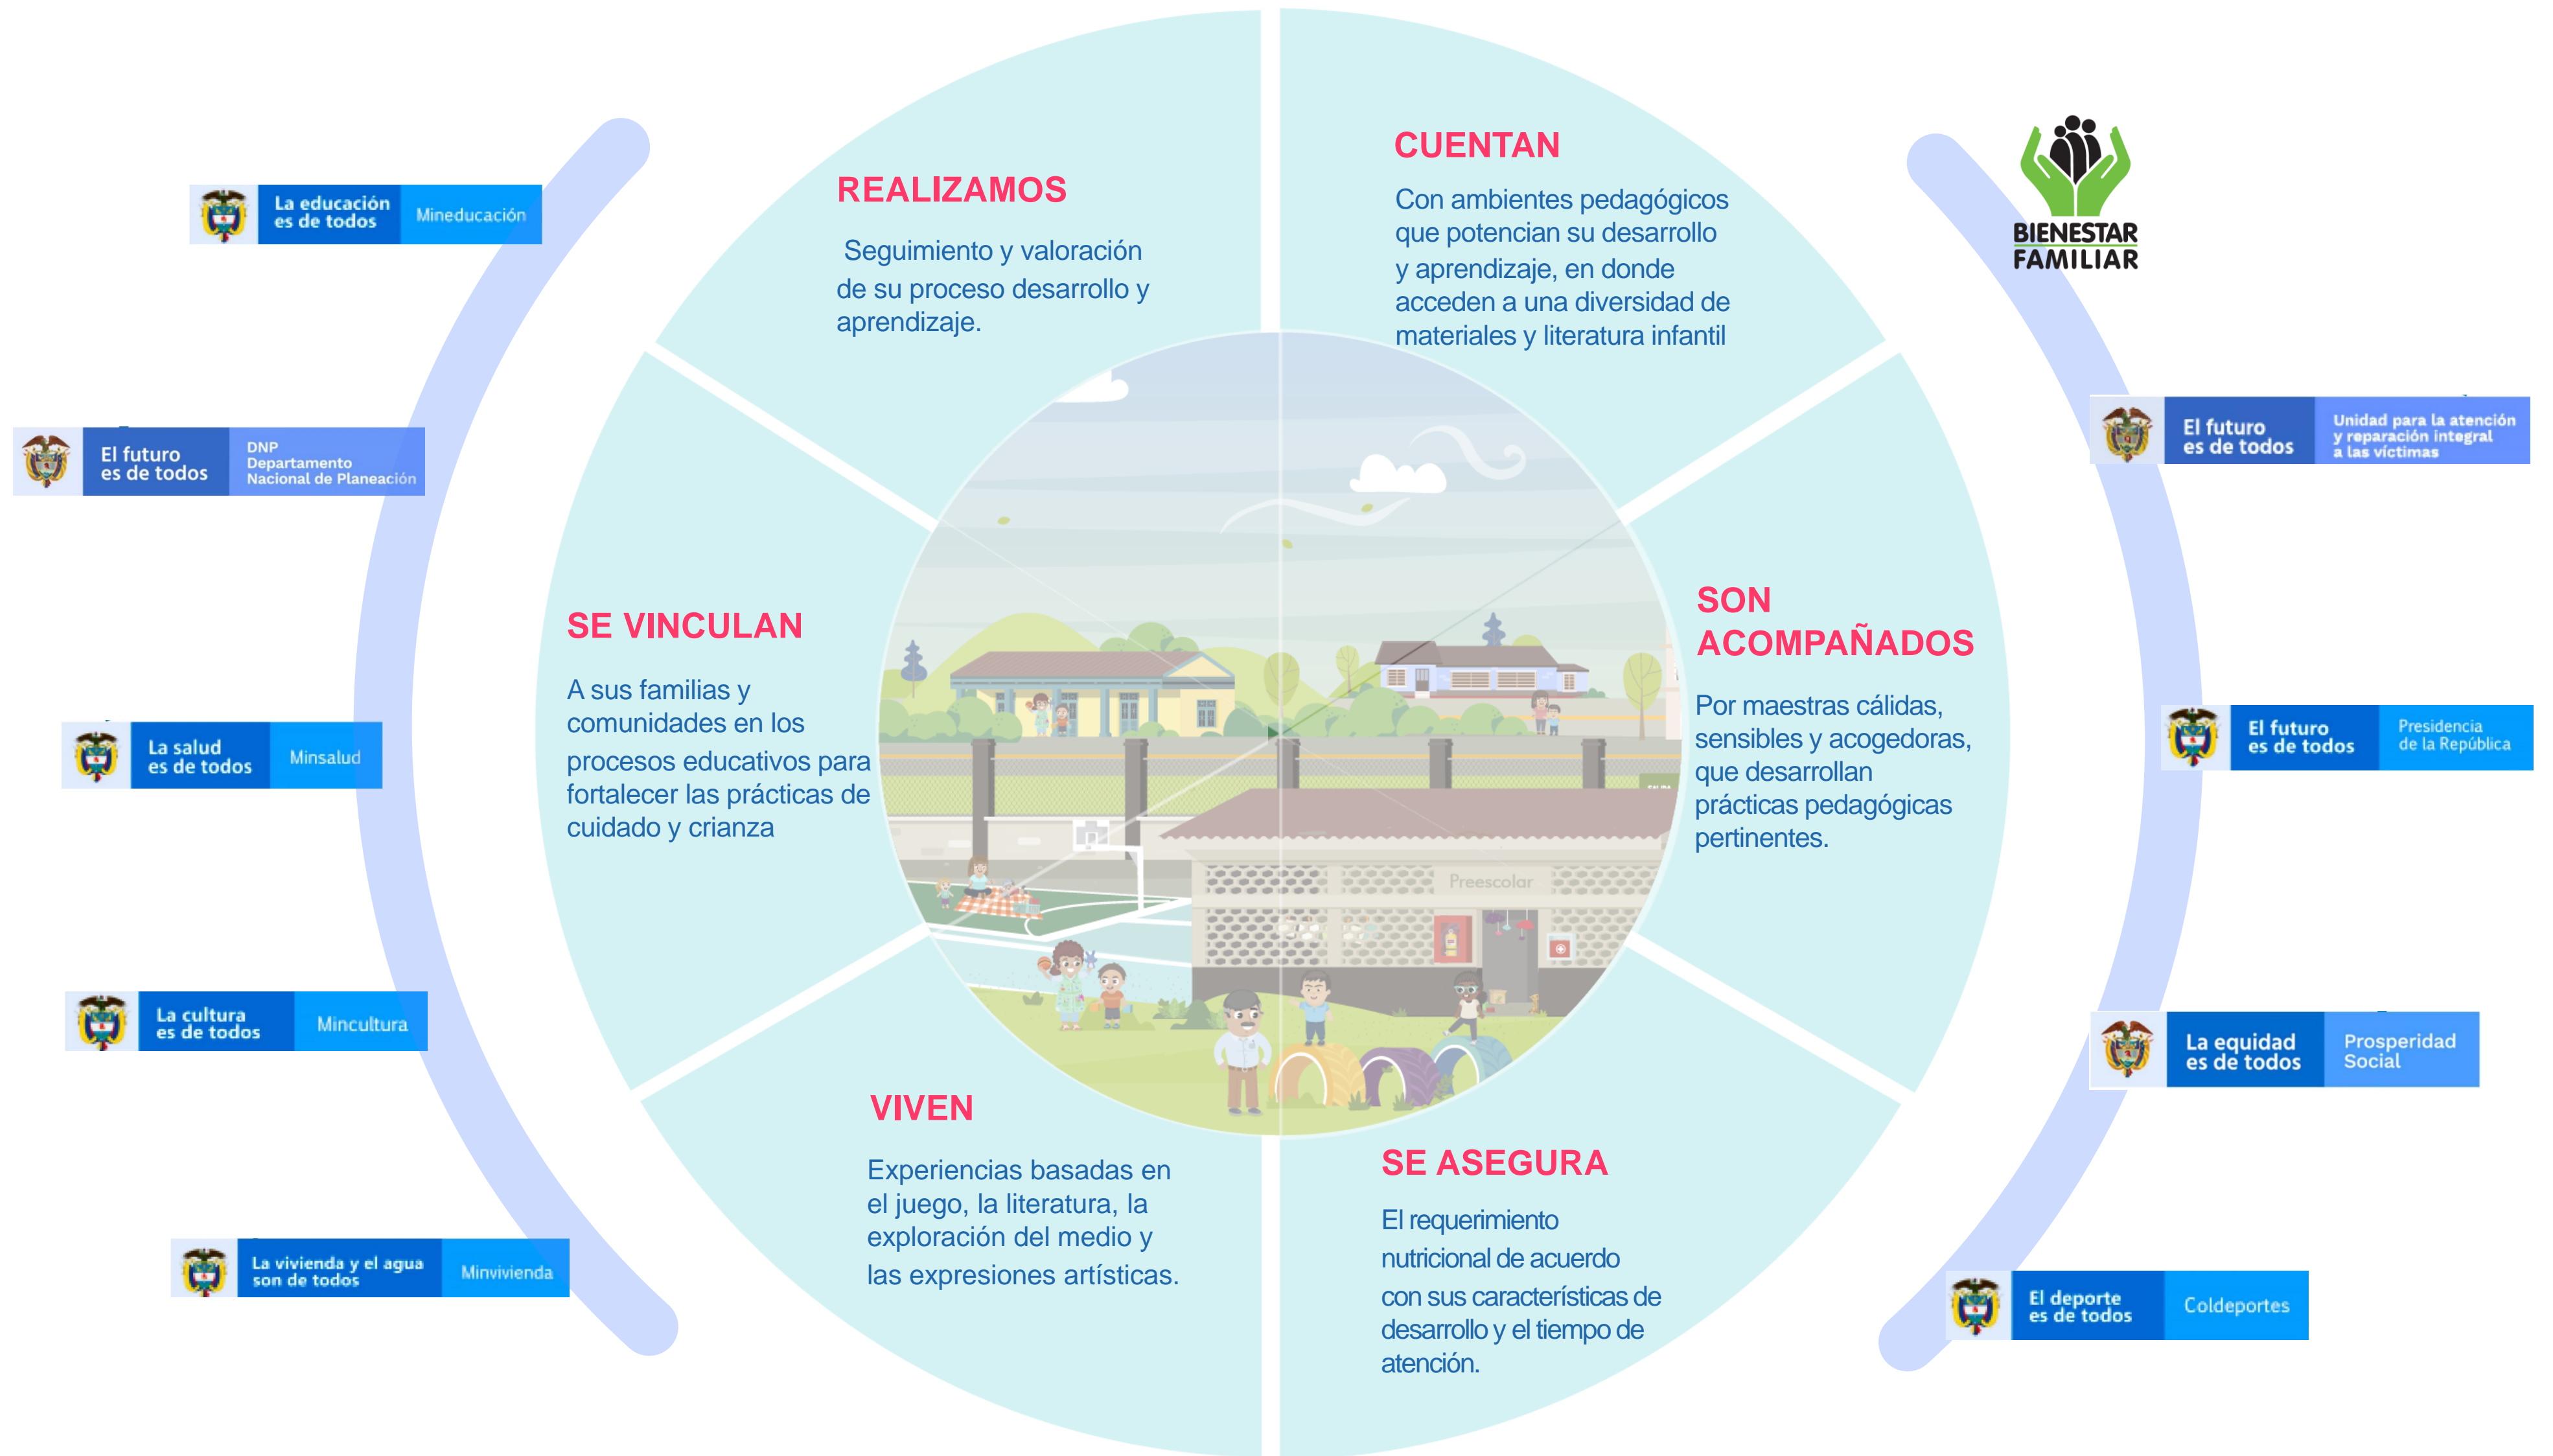 La educación
es de todos
Mineducación
El futuro
es de todos
DNP
Departamento
Nacional de Planeación
La salud
es de todos
Minsalud
La cultura
es de todos
Mincultura
La vivienda y el agua
son de todos
Minvivienda
REALIZAMOS
Seguimiento y valoración
de su proceso desarrollo y
aprendizaje.
CUENTAN
Con ambientes pedagógicos
que potencian su desarrollo
y aprendizaje, en donde
acceden a una diversidad de
materiales y literatura infantil
SE VINCULAN
A sus familias y
comunidades en los
procesos educativos para
fortalecer las prácticas de
cuidado y crianza
SON
ACOMPAÑADOS
Por maestras cálidas,
sensibles y acogedoras,
que desarrollan
prácticas pedagógicas
pertinentes.
Preescolar
VIVEN
Experiencias basadas en
el juego, la literatura, la
exploración del medio y
las expresiones artísticas.
SE ASEGURA
El requerimiento
nutricional de acuerdo
con sus características de
desarrollo y el tiempo de
atención.
BIENESTAR
FAMILIAR
El futuro
es de todos
Unidad para la atención
y reparación integral
a las víctimas
El futuro
es de todos
Presidencia
de la República
La equidad
es de todos
Prosperidad
Social
El deporte
es de todos
Coldeportes